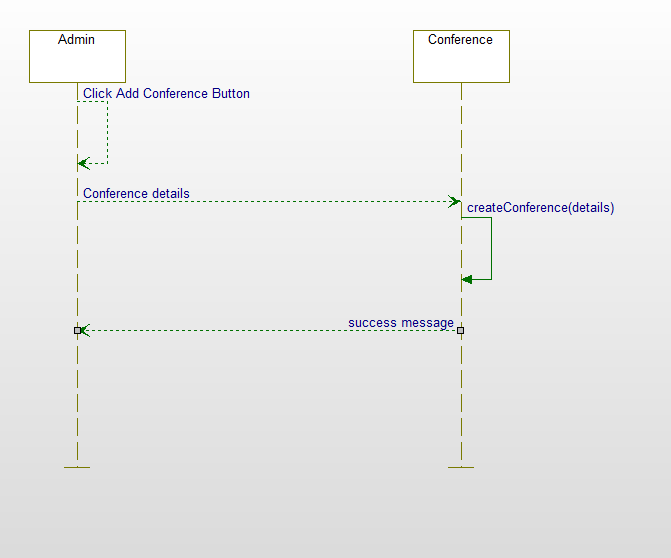 Admin
Conference
Click Add Conference Button
Conference details
createConference(details)
success message